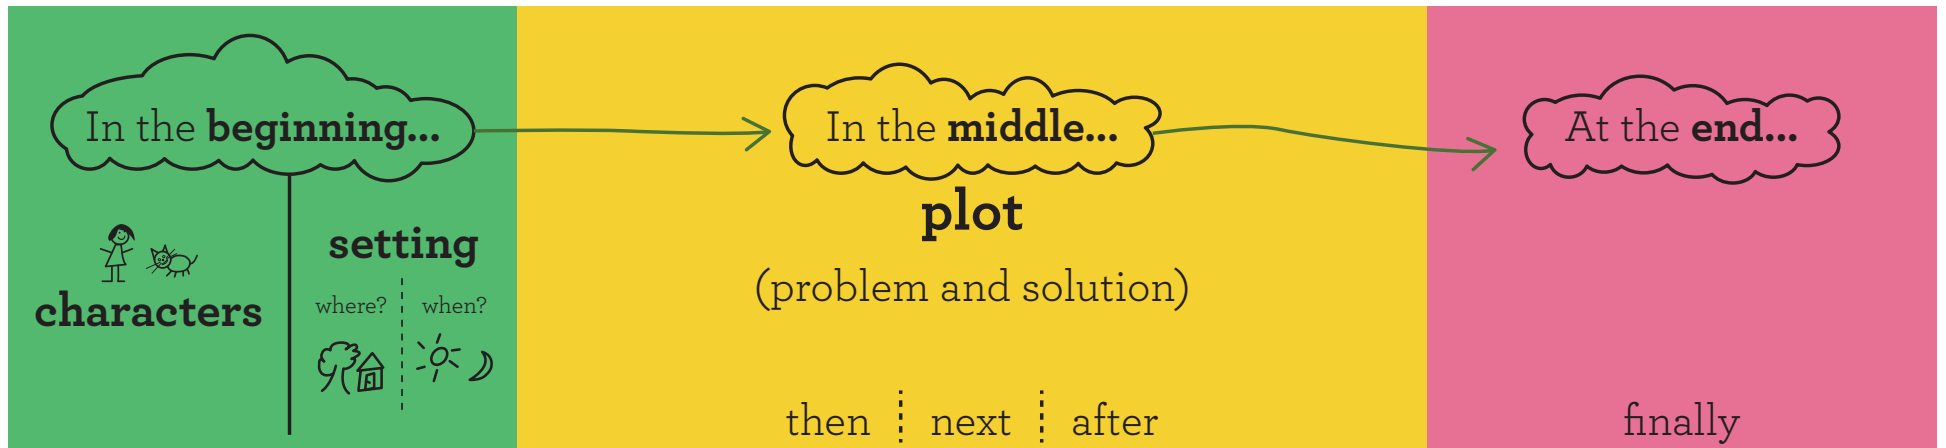 In the beginning...
characters
setting
where?
when?
In the middle...
plot
(problem and solution)
then
next
after
At the end...
finally